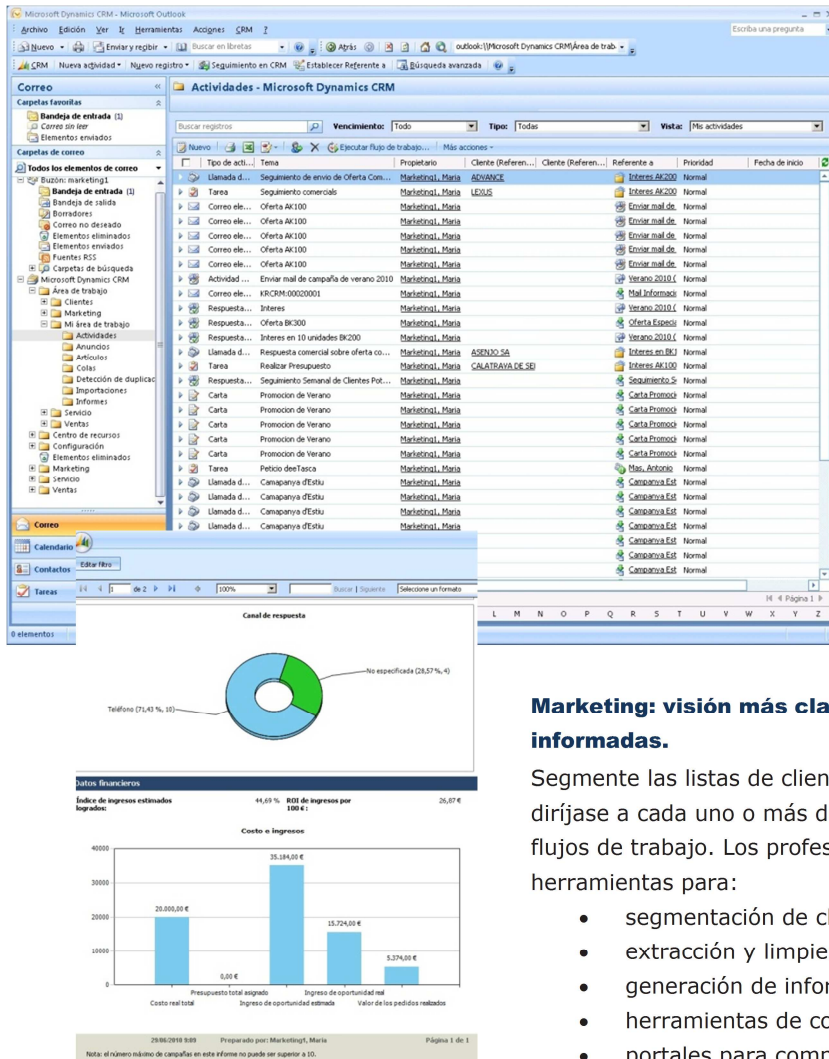 Microsoft Dynamics CRM - Microsoft Outlook
Archivo Edición Ver Ir Herramientas Acciones CRM ?
Escriba una pregunta
Nuevo Enviar y recibir Buscar en libretas Atrás outlook:\\Microsoft Dynamics CRM\Área de trab
CRM Nueva actividad Nuevo registro Seguimiento en CRM Establecer Referente a Búsqueda avanzada
Correo «
Carpetas favoritas
Bandeja de entrada (1)
Correo sin leer
Elementos enviados
Carpetas de correo
Todos los elementos de correo
Buzón: marketing1
Bandeja de entrada (1)
Bandeja de salida
Borradores
Correo no deseado
Elementos eliminados
Elementos enviados
Fuentes RSS
Carpetas de búsqueda
Microsoft Dynamics CRM
Área de trabajo
Clientes
Marketing
Mi área de trabajo
Actividades
Anuncios
Artículos
Colas
Detección de duplicad
Importaciones
Informes
Servicio
Ventas
Centro de recursos
Configuración
Elementos eliminados
Marketing
Servicio
Ventas
Correo
Calendario
Contactos
Tareas
0 elementos
Actividades - Microsoft Dynamics CRM
Buscar registros Vencimiento: Todo Tipo: Todas Vista: Mis actividades
Nuevo Ejecutar flujo de trabajo... Más acciones
Tipo de acti... Tema Propietario Cliente (Referen... Cliente (Referen... Referente a Prioridad Fecha de inicio
Llamada d... Seguimiento de envio de Oferta Com... Marketing1, Maria ADVANCE Interes AK200 Normal
Tarea Seguimiento comercials Marketing1, Maria LEXUS Interes AK200 Normal
Correo ele... Oferta AK100 Marketing1, Maria Enviar mail de Normal
Correo ele... Oferta AK100 Marketing1, Maria Enviar mail de Normal
Correo ele... Oferta AK100 Marketing1, Maria Enviar mail de Normal
Correo ele... Oferta AK100 Marketing1, Maria Enviar mail de Normal
Correo ele... Oferta AK100 Marketing1, Maria Enviar mail de Normal
Actividad ... Enviar mail de campaña de verano 2010 Marketing1, Maria Verano 2010 ( Normal
Correo ele... KRCRM:00020001 Marketing1, Maria Mail Informaci Normal
Respuesta... Interes Marketing1, Maria Verano 2010 ( Normal
Respuesta... Oferta BK300 Marketing1, Maria Oferta Especia Normal
Respuesta... Interes en 10 unidades BK200 Marketing1, Maria Verano 2010 ( Normal
Llamada d... Respuesta comercial sobre oferta co... Marketing1, Maria ASENJO SA Interes en BK3 Normal
Tarea Realizar Presupuesto Marketing1, Maria CALATRAVA DE SEI Interes AK100 Normal
Respuesta... Seguimiento Semanal de Clientes Pot... Marketing1, Maria Seguimiento S Normal
Carta Promocion de Verano Marketing1, Maria Carta Promoci Normal
Carta Promocion de Verano Marketing1, Maria Carta Promoci Normal
Carta Promocion de Verano Marketing1, Maria Carta Promoci Normal
Carta Promocion de Verano Marketing1, Maria Carta Promoci Normal
Carta Promocion de Verano Marketing1, Maria Carta Promoci Normal
Tarea Peticio deeTasca Marketing1, Maria Mas, Antonio Normal
Llamada d... Camapanya d'Estiu Marketing1, Maria Campanya Est Normal
Llamada d... Camapanya d'Estiu Marketing1, Maria Campanya Est Normal
Llamada d... Camapanya d'Estiu Marketing1, Maria Campanya Est Normal
Llamada d... Camapanya d'Estiu Marketing1, Maria Campanya Est Normal
Campanya Est Normal
Campanya Est Normal
Campanya Est Normal
Página 1
L M N O P Q R S T U V W X Y Z
Editar filtro
1 de 2 100% Buscar | Siguiente Seleccione un formato
Canal de respuesta
No especificada (28,57 %, 4)
Teléfono (71,43 %, 10)
Datos financieros
Índice de ingresos estimados logrados: 44,69 % ROI de ingresos por 100 €: 26,87 €
Costo e ingresos
40000
30000
20000
10000
0
20.000,00 €
0,00 €
35.184,00 €
15.724,00 €
5.374,00 €
Presupuesto total asignado Ingreso de oportunidad real
Costo real total Ingreso de oportunidad estimada Valor de los pedidos realizados
29/06/2010 9:09 Preparado por: Marketing1, Maria Página 1 de 1
Nota: el número máximo de campañas en este informe no puede ser superior a 10.
Marketing: visión más cla
informadas.
Segmente las listas de clien
diríjase a cada uno o más d
flujos de trabajo. Los profes
herramientas para:
• segmentación de cl
• extracción y limpie
• generación de infor
• herramientas de co
• portales para comp